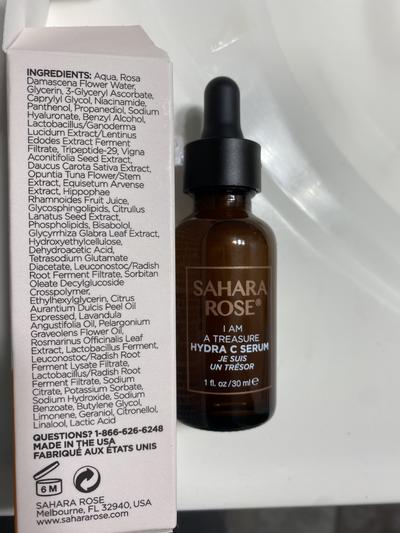 INGREDIENTS: Aqua, Rosa
Damascena Flower Water,
Glycerin, 3-Glyceryl Ascorbate,
Caprylyl Glycol, Niacinamide,
Panthenol, Propanediol, Sodium
Hyaluronate, Benzyl Alcohol,
Lactobacillus/Ganoderma
Lucidum Extract/Lentinus
Edodes Extract Ferment
Filtrate, Tripeptide-29, Vigna
Aconitifolia Seed Extract,
Daucus Carota Sativa Extract,
Opuntia Tuna Flower/Stem
Extract, Equisetum Arvense
Extract, Hippophae
Rhamnoides Fruit Juice,
Glycosphingolipids, Citrullus
Lanatus Seed Extract,
Phospholipids, Bisabolol,
Glycyrrhiza Glabra Leaf Extract,
Hydroxyethylcellulose,
Dehydroacetic Acid,
Tetrasodium Glutamate
Diacetate, Leuconostoc/Radish
Root Ferment Filtrate, Sorbitan
Oleate Decylglucoside
Crosspolymer,
Ethylhexylglycerin, Citrus
Aurantium Dulcis Peel Oil
Expressed, Lavandula
Angustifolia Oil, Pelargonium
Graveolens Flower Oil,
Rosmarinus Officinalis Leaf
Extract, Lactobacillus Ferment,
Leuconostoc/Radish Root
Ferment Lysate Filtrate,
Lactobacillus/Radish Root
Ferment Filtrate, Sodium
Citrate, Potassium Sorbate,
Sodium Hydroxide, Sodium
Benzoate, Butylene Glycol,
Limonene, Geraniol, Citronellol,
Linalool, Lactic Acid
QUESTIONS? 1-866-626-6248
MADE IN THE USA
FABRIQUÉ AUX ÉTATS UNIS
6 M
SAHARA ROSE
Melbourne, FL 32940, USA
www.sahararose.com
SAHARA
ROSE®
I AM
A TREASURE
HYDRA C SERUM
JE SUIS
UN TRÉSOR
1 fl. oz / 30 ml ℮